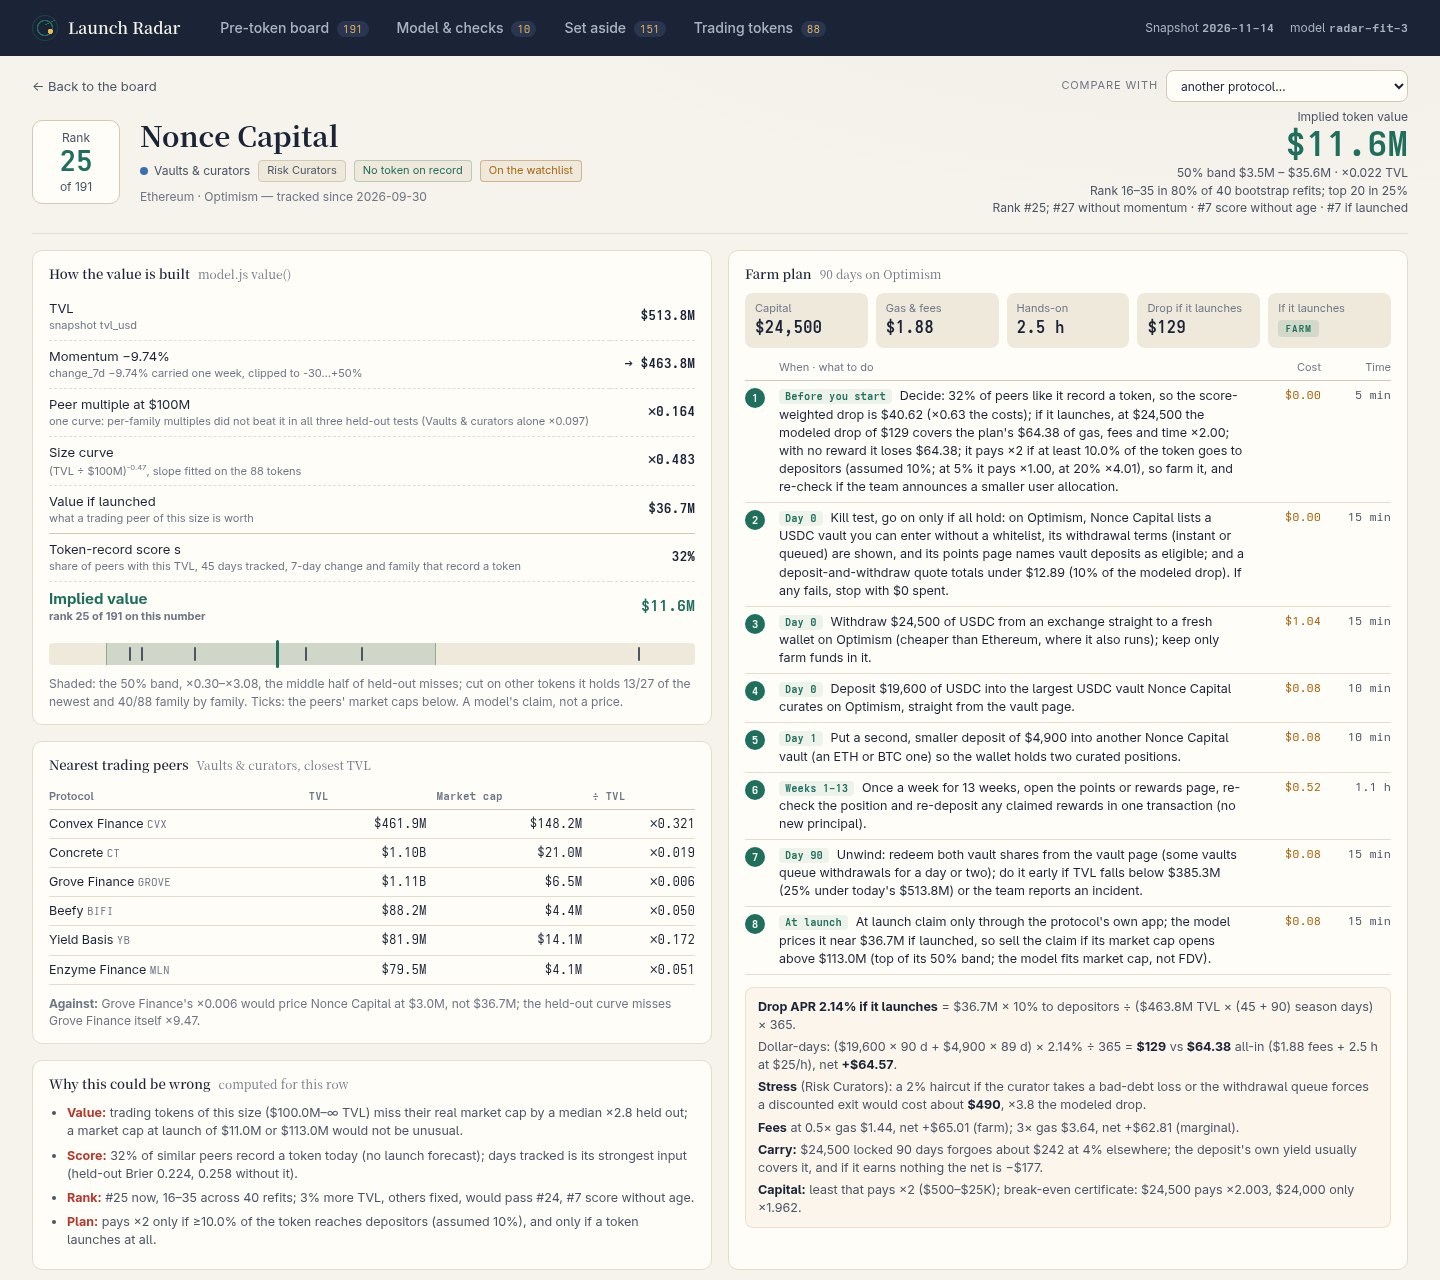 Launch Radar
Pre-token board 191
Model & checks 10
Set aside 151
Trading tokens 88
Snapshot 2026-11-14 model radar-fit-3
← Back to the board
COMPARE WITH another protocol…
Rank
25
of 191
Nonce Capital
Vaults & curators Risk Curators No token on record On the watchlist
Ethereum · Optimism — tracked since 2026-09-30
Implied token value
$11.6M
50% band $3.5M – $35.6M · ×0.022 TVL
Rank 16–35 in 80% of 40 bootstrap refits; top 20 in 25%
Rank #25; #27 without momentum · #7 score without age · #7 if launched
How the value is built model.js value()
TVL
snapshot tvl_usd
$513.8M
Momentum −9.74%
change_7d −9.74% carried one week, clipped to -30…+50%
→ $463.8M
Peer multiple at $100M
one curve: per-family multiples did not beat it in all three held-out tests (Vaults & curators alone ×0.097)
×0.164
Size curve
(TVL ÷ $100M)^-0.47, slope fitted on the 88 tokens
×0.483
Value if launched
what a trading peer of this size is worth
$36.7M
Token-record score s
share of peers with this TVL, 45 days tracked, 7-day change and family that record a token
32%
Implied value
rank 25 of 191 on this number
$11.6M
Shaded: the 50% band, ×0.30–×3.08, the middle half of held-out misses; cut on other tokens it holds 13/27 of the
newest and 40/88 family by family. Ticks: the peers' market caps below. A model's claim, not a price.
Nearest trading peers Vaults & curators, closest TVL
Protocol TVL Market cap ÷ TVL
Convex Finance CVX $461.9M $148.2M ×0.321
Concrete CT $1.10B $21.0M ×0.019
Grove Finance GROVE $1.11B $6.5M ×0.006
Beefy BIFI $88.2M $4.4M ×0.050
Yield Basis YB $81.9M $14.1M ×0.172
Enzyme Finance MLN $79.5M $4.1M ×0.051
Against: Grove Finance's ×0.006 would price Nonce Capital at $3.0M, not $36.7M; the held-out curve misses
Grove Finance itself ×9.47.
Why this could be wrong computed for this row
• Value: trading tokens of this size ($100.0M–∞ TVL) miss their real market cap by a median ×2.8 held out;
a market cap at launch of $11.0M or $113.0M would not be unusual.
• Score: 32% of similar peers record a token today (no launch forecast); days tracked is its strongest input
(held-out Brier 0.224, 0.258 without it).
• Rank: #25 now, 16–35 across 40 refits; 3% more TVL, others fixed, would pass #24, #7 score without age.
• Plan: pays ×2 only if ≥10.0% of the token reaches depositors (assumed 10%), and only if a token
launches at all.
Farm plan 90 days on Optimism
Capital
$24,500
Gas & fees
$1.88
Hands-on
2.5 h
Drop if it launches
$129
If it launches
FARM
When · what to do Cost Time
1 Before you start Decide: 32% of peers like it record a token, so the score- $0.00 5 min
weighted drop is $40.62 (×0.63 the costs); if it launches, at $24,500 the
modeled drop of $129 covers the plan's $64.38 of gas, fees and time ×2.00;
with no reward it loses $64.38; it pays ×2 if at least 10.0% of the token goes to
depositors (assumed 10%; at 5% it pays ×1.00, at 20% ×4.01), so farm it, and
re-check if the team announces a smaller user allocation.
2 Day 0 Kill test, go on only if all hold: on Optimism, Nonce Capital lists a $0.00 15 min
USDC vault you can enter without a whitelist, its withdrawal terms (instant or
queued) are shown, and its points page names vault deposits as eligible; and a
deposit-and-withdraw quote totals under $12.89 (10% of the modeled drop). If
any fails, stop with $0 spent.
3 Day 0 Withdraw $24,500 of USDC from an exchange straight to a fresh $1.04 15 min
wallet on Optimism (cheaper than Ethereum, where it also runs); keep only
farm funds in it.
4 Day 0 Deposit $19,600 of USDC into the largest USDC vault Nonce Capital $0.08 10 min
curates on Optimism, straight from the vault page.
5 Day 1 Put a second, smaller deposit of $4,900 into another Nonce Capital $0.08 10 min
vault (an ETH or BTC one) so the wallet holds two curated positions.
6 Weeks 1–13 Once a week for 13 weeks, open the points or rewards page, re- $0.52 1.1 h
check the position and re-deposit any claimed rewards in one transaction (no
new principal).
7 Day 90 Unwind: redeem both vault shares from the vault page (some vaults $0.08 15 min
queue withdrawals for a day or two); do it early if TVL falls below $385.3M
(25% under today's $513.8M) or the team reports an incident.
8 At launch At launch claim only through the protocol's own app; the model $0.08 15 min
prices it near $36.7M if launched, so sell the claim if its market cap opens
above $113.0M (top of its 50% band; the model fits market cap, not FDV).
Drop APR 2.14% if it launches = $36.7M × 10% to depositors ÷ ($463.8M TVL × (45 + 90) season days)
× 365.
Dollar-days: ($19,600 × 90 d + $4,900 × 89 d) × 2.14% ÷ 365 = $129 vs $64.38 all-in ($1.88 fees + 2.5 h
at $25/h), net +$64.57.
Stress (Risk Curators): a 2% haircut if the curator takes a bad-debt loss or the withdrawal queue forces
a discounted exit would cost about $490, ×3.8 the modeled drop.
Fees at 0.5× gas $1.44, net +$65.01 (farm); 3× gas $3.64, net +$62.81 (marginal).
Carry: $24,500 locked 90 days forgoes about $242 at 4% elsewhere; the deposit's own yield usually
covers it, and if it earns nothing the net is −$177.
Capital: least that pays ×2 ($500–$25K); break-even certificate: $24,500 pays ×2.003, $24,000 only
×1.962.